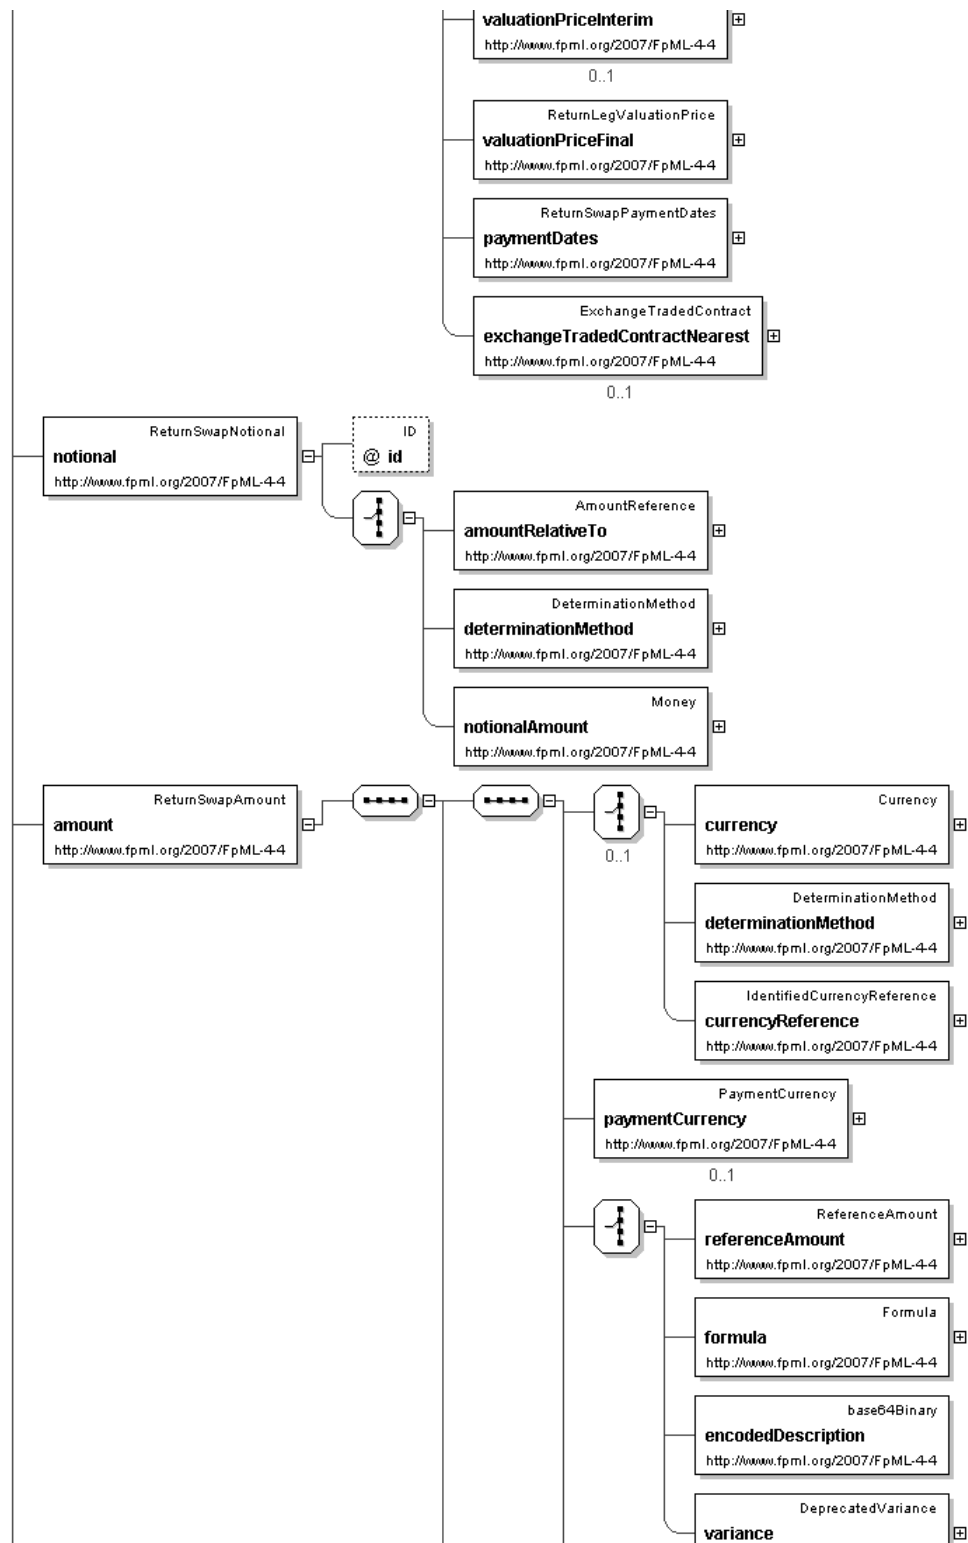 valuationPriceInterim
http://www.fpml.org/2007/FpML-4-4
0..1
ReturnLegValuationPrice
valuationPriceFinal
http://www.fpml.org/2007/FpML-4-4
ReturnSwapPaymentDates
paymentDates
http://www.fpml.org/2007/FpML-4-4
ExchangeTradedContract
exchangeTradedContractNearest
http://www.fpml.org/2007/FpML-4-4
0..1
ReturnSwapNotional
notional
http://www.fpml.org/2007/FpML-4-4
ID
@ id
AmountReference
amountRelativeTo
http://www.fpml.org/2007/FpML-4-4
DeterminationMethod
determinationMethod
http://www.fpml.org/2007/FpML-4-4
Money
notionalAmount
http://www.fpml.org/2007/FpML-4-4
ReturnSwapAmount
amount
http://www.fpml.org/2007/FpML-4-4
0..1
Currency
currency
http://www.fpml.org/2007/FpML-4-4
DeterminationMethod
determinationMethod
http://www.fpml.org/2007/FpML-4-4
IdentifiedCurrencyReference
currencyReference
http://www.fpml.org/2007/FpML-4-4
PaymentCurrency
paymentCurrency
http://www.fpml.org/2007/FpML-4-4
0..1
ReferenceAmount
referenceAmount
http://www.fpml.org/2007/FpML-4-4
Formula
formula
http://www.fpml.org/2007/FpML-4-4
base64Binary
encodedDescription
http://www.fpml.org/2007/FpML-4-4
DeprecatedVariance
variance